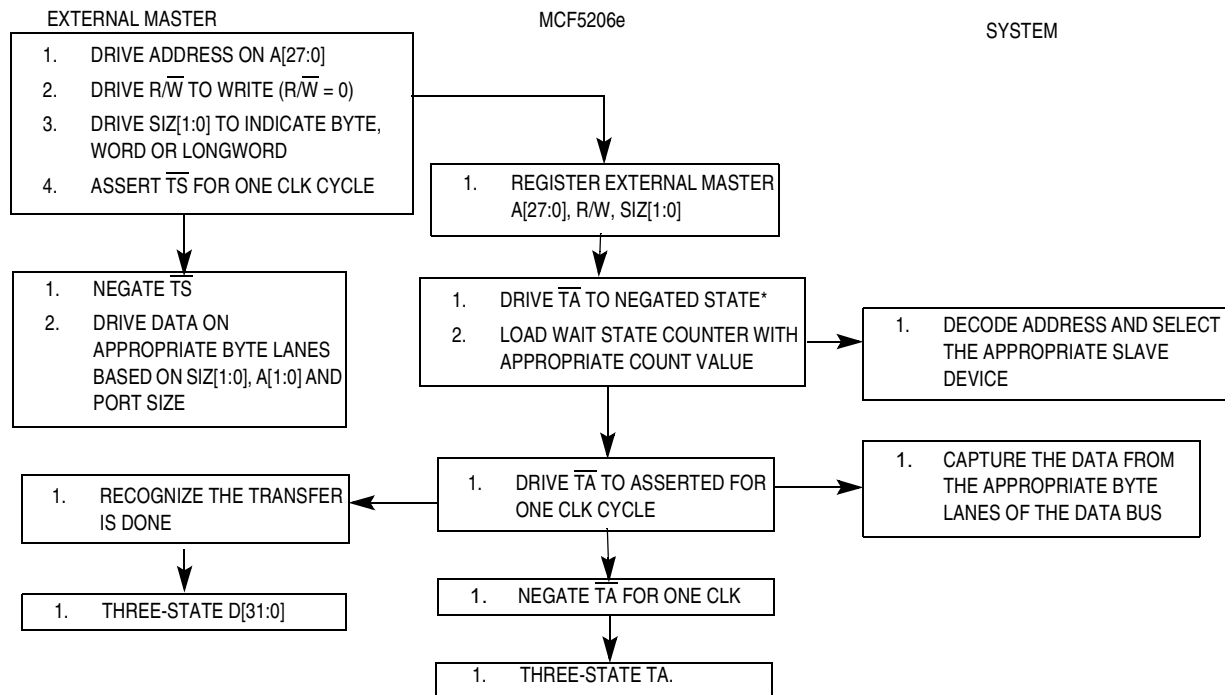 EXTERNAL MASTER
MCF5206e
SYSTEM
1. DRIVE ADDRESS ON A[27:0]
2. DRIVE R/W̅ TO WRITE (R/W̅ = 0)
3. DRIVE SIZ[1:0] TO INDICATE BYTE,
WORD OR LONGWORD
4. ASSERT T̅S̅ FOR ONE CLK CYCLE
1. REGISTER EXTERNAL MASTER
A[27:0], R/W, SIZ[1:0]
1. NEGATE T̅S̅
2. DRIVE DATA ON
APPROPRIATE BYTE LANES
BASED ON SIZ[1:0], A[1:0] AND
PORT SIZE
1. DRIVE T̅A̅ TO NEGATED STATE*
2. LOAD WAIT STATE COUNTER WITH
APPROPRIATE COUNT VALUE
1. DECODE ADDRESS AND SELECT
THE APPROPRIATE SLAVE
DEVICE
1. RECOGNIZE THE TRANSFER
IS DONE
1. DRIVE T̅A̅ TO ASSERTED FOR
ONE CLK CYCLE
1. CAPTURE THE DATA FROM
THE APPROPRIATE BYTE
LANES OF THE DATA BUS
1. THREE-STATE D[31:0]
1. NEGATE T̅A̅ FOR ONE CLK
1. THREE-STATE TA.